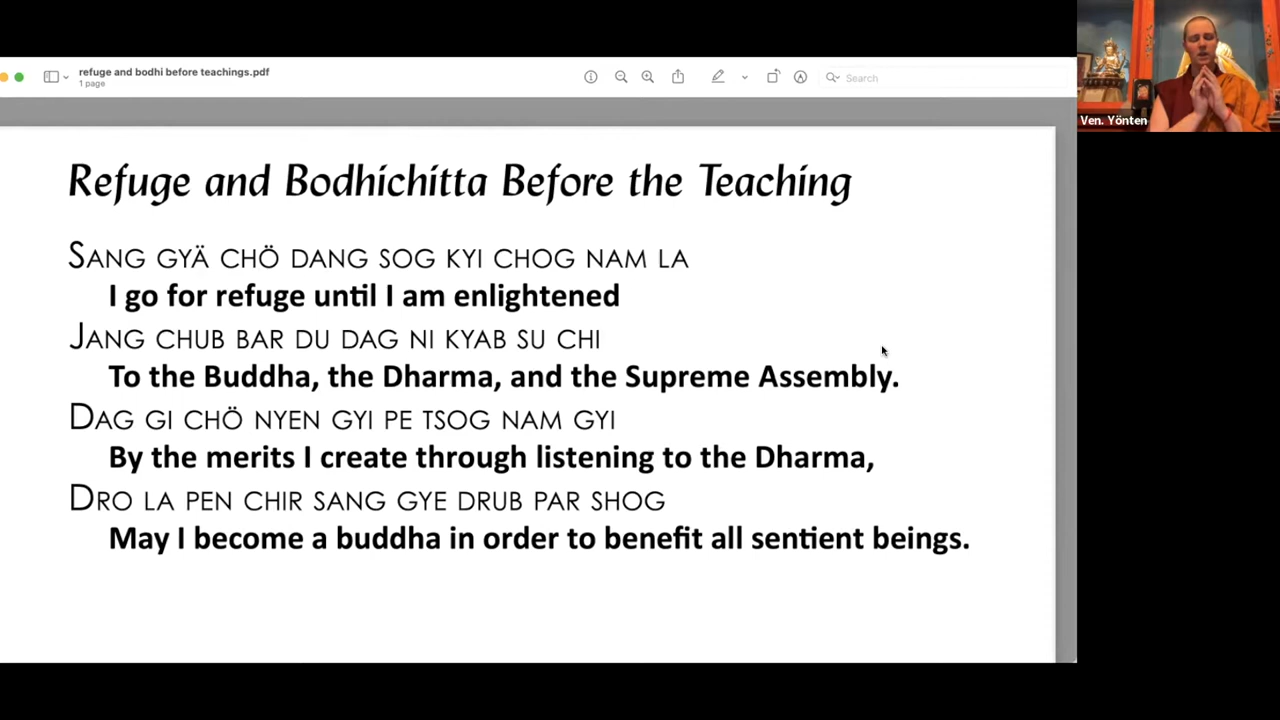 refuge and bodhi before teachings.pdf
1 page
Search
Ven. Yönten
Refuge and Bodhichitta Before the Teaching
SANG GYÄ CHÖ DANG SOG KYI CHOG NAM LA
I go for refuge until I am enlightened
JANG CHUB BAR DU DAG NI KYAB SU CHI
To the Buddha, the Dharma, and the Supreme Assembly.
DAG GI CHÖ NYEN GYI PE TSOG NAM GYI
By the merits I create through listening to the Dharma,
DRO LA PEN CHIR SANG GYE DRUB PAR SHOG
May I become a buddha in order to benefit all sentient beings.